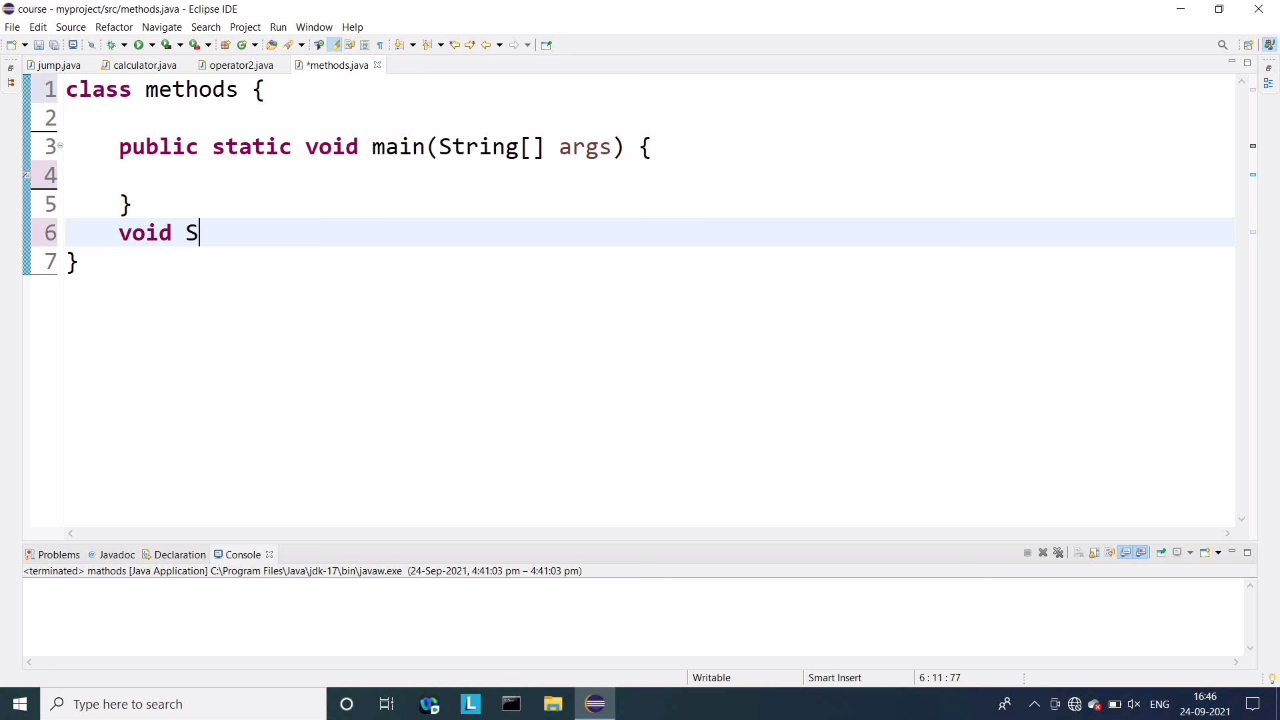 course - myproject/src/methods.java - Eclipse IDE
File Edit Source Refactor Navigate Search Project Run Window Help
jump.java calculator.java operator2.java *methods.java
1 class methods {
2
3 public static void main(String[] args) {
4
5 }
6 void S
7 }
Problems Javadoc Declaration Console
<terminated> mathods [Java Application] C:\Program Files\Java\jdk-17\bin\javaw.exe (24-Sep-2021, 4:41:03 pm – 4:41:03 pm)
Writable Smart Insert 6 : 11 : 77
Type here to search L ENG 16:46
24-09-2021